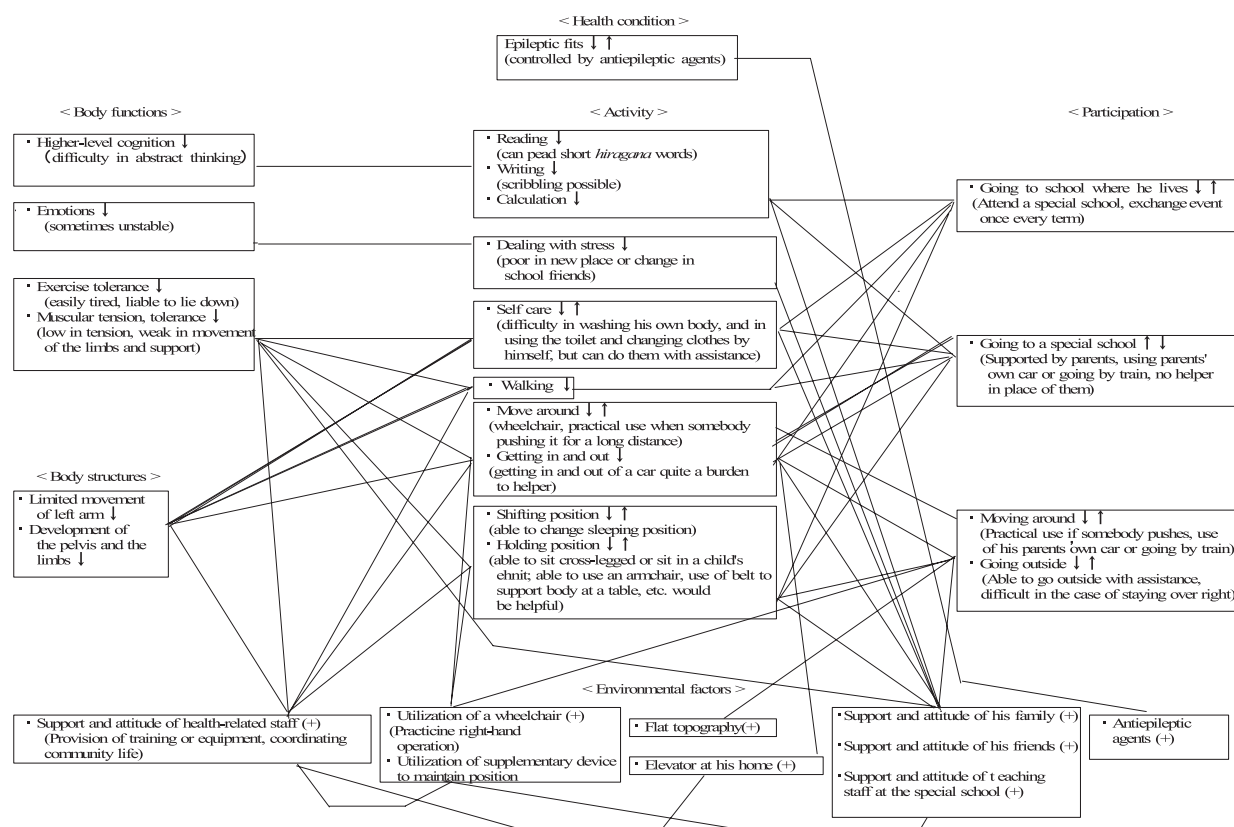 < Health condition >
Epileptic fits ↓ ↑
(controlled by antiepileptic agents)
< Body functions >
< Activity >
< Participation >
・Higher-level cognition ↓
(difficulty in abstract thinking)
・Emotions ↓
(sometimes unstable)
・Exercise tolerance ↓
(easily tired, liable to lie down)
・Muscular tension, tolerance ↓
(low in tension, weak in movement
of the limbs and support)
< Body structures >
・Limited movement
of left arm ↓
・Development of
the pelvis and the
limbs ↓
・Reading ↓
(can pead short hiragana words)
・Writing ↓
(scribbling possible)
・Calculation ↓
・Dealing with stress ↓
(poor in new place or change in
school friends)
・Self care ↓ ↑
(difficulty in washing his own body, and in
using the toilet and changing clothes by
himself, but can do them with assistance)
・Walking ↓
・Move around ↓ ↑
(wheelchair, practical use when somebody
pushing it for a long distance)
・Getting in and out ↓
(getting in and out of a car quite a burden
to helper)
・Shifting position ↓ ↑
(able to change sleeping position)
・Holding position ↓ ↑
(able to sit cross-legged or sit in a child's
ehnit; able to use an armchair, use of belt to
support body at a table, etc. would
be helpful)
・Going to school where he lives ↓ ↑
(Attend a special school, exchange event
once every term)
・Going to a special school ↑ ↓
(Supported by parents, using parents'
own car or going by train, no helper
in place of them)
・Moving around ↓ ↑
(Practical use if somebody pushes, use
of his parents' own car or going by train)
・Going outside ↓ ↑
(Able to go outside with assistance,
difficult in the case of staying over right)
< Environmental factors >
・Support and attitude of health-related staff (+)
(Provision of training or equipment, coordinating
community life)
・Utilization of a wheelchair (+)
(Practicine right-hand
operation)
・Utilization of supplementary device
to maintain position
・Flat topography(+)
・Elevator at his home (+)
・Support and attitude of his family (+)
・Support and attitude of his friends (+)
・Support and attitude of t eaching
staff at the special school (+)
・Antiepileptic
agents (+)